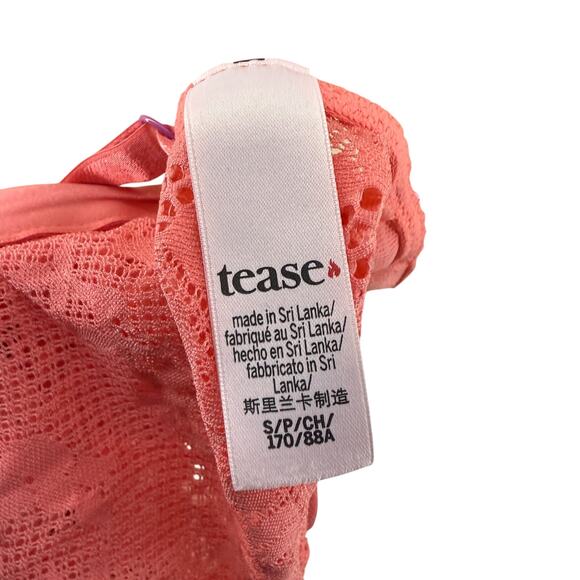 tease
made in Sri Lanka/
fabriqué au Sri Lanka/
hecho en Sri Lanka/
fabbricato in Sri
Lanka/
斯里兰卡制造
S/P/CH/
170/88A